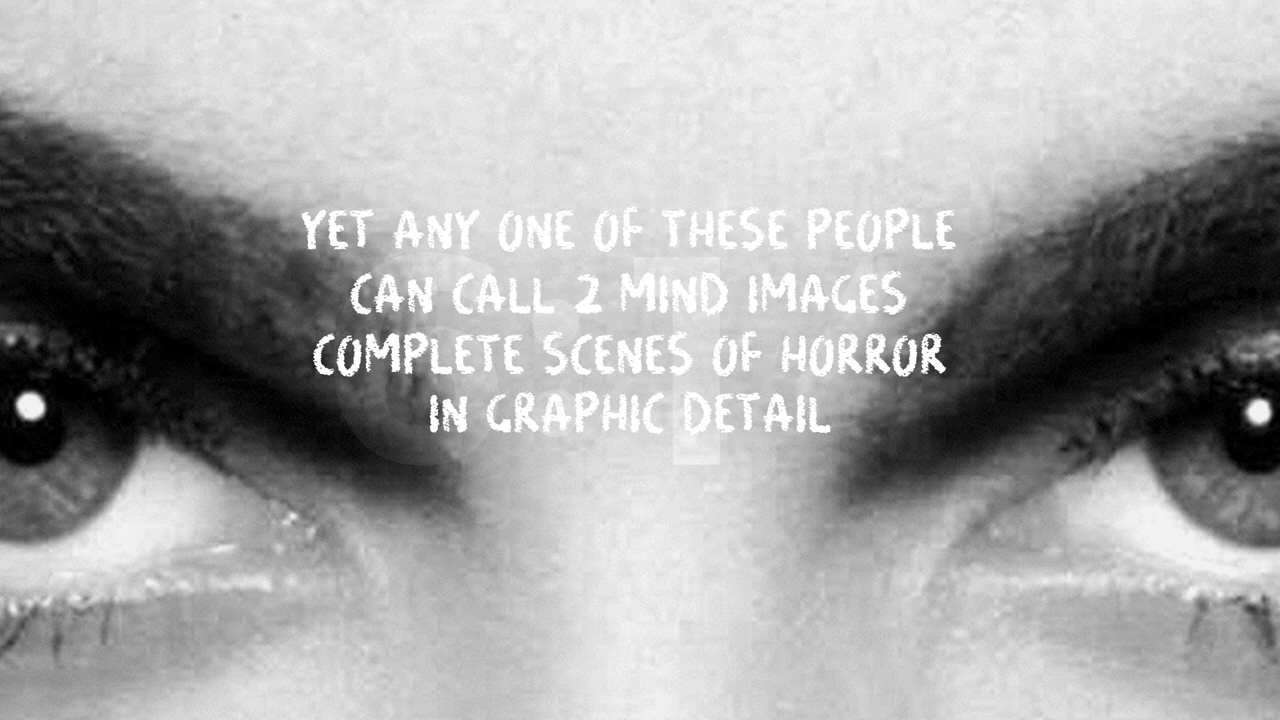 YET ANY ONE OF THESE PEOPLE
CAN CALL 2 MIND IMAGES
COMPLETE SCENES OF HORROR
IN GRAPHIC DETAIL